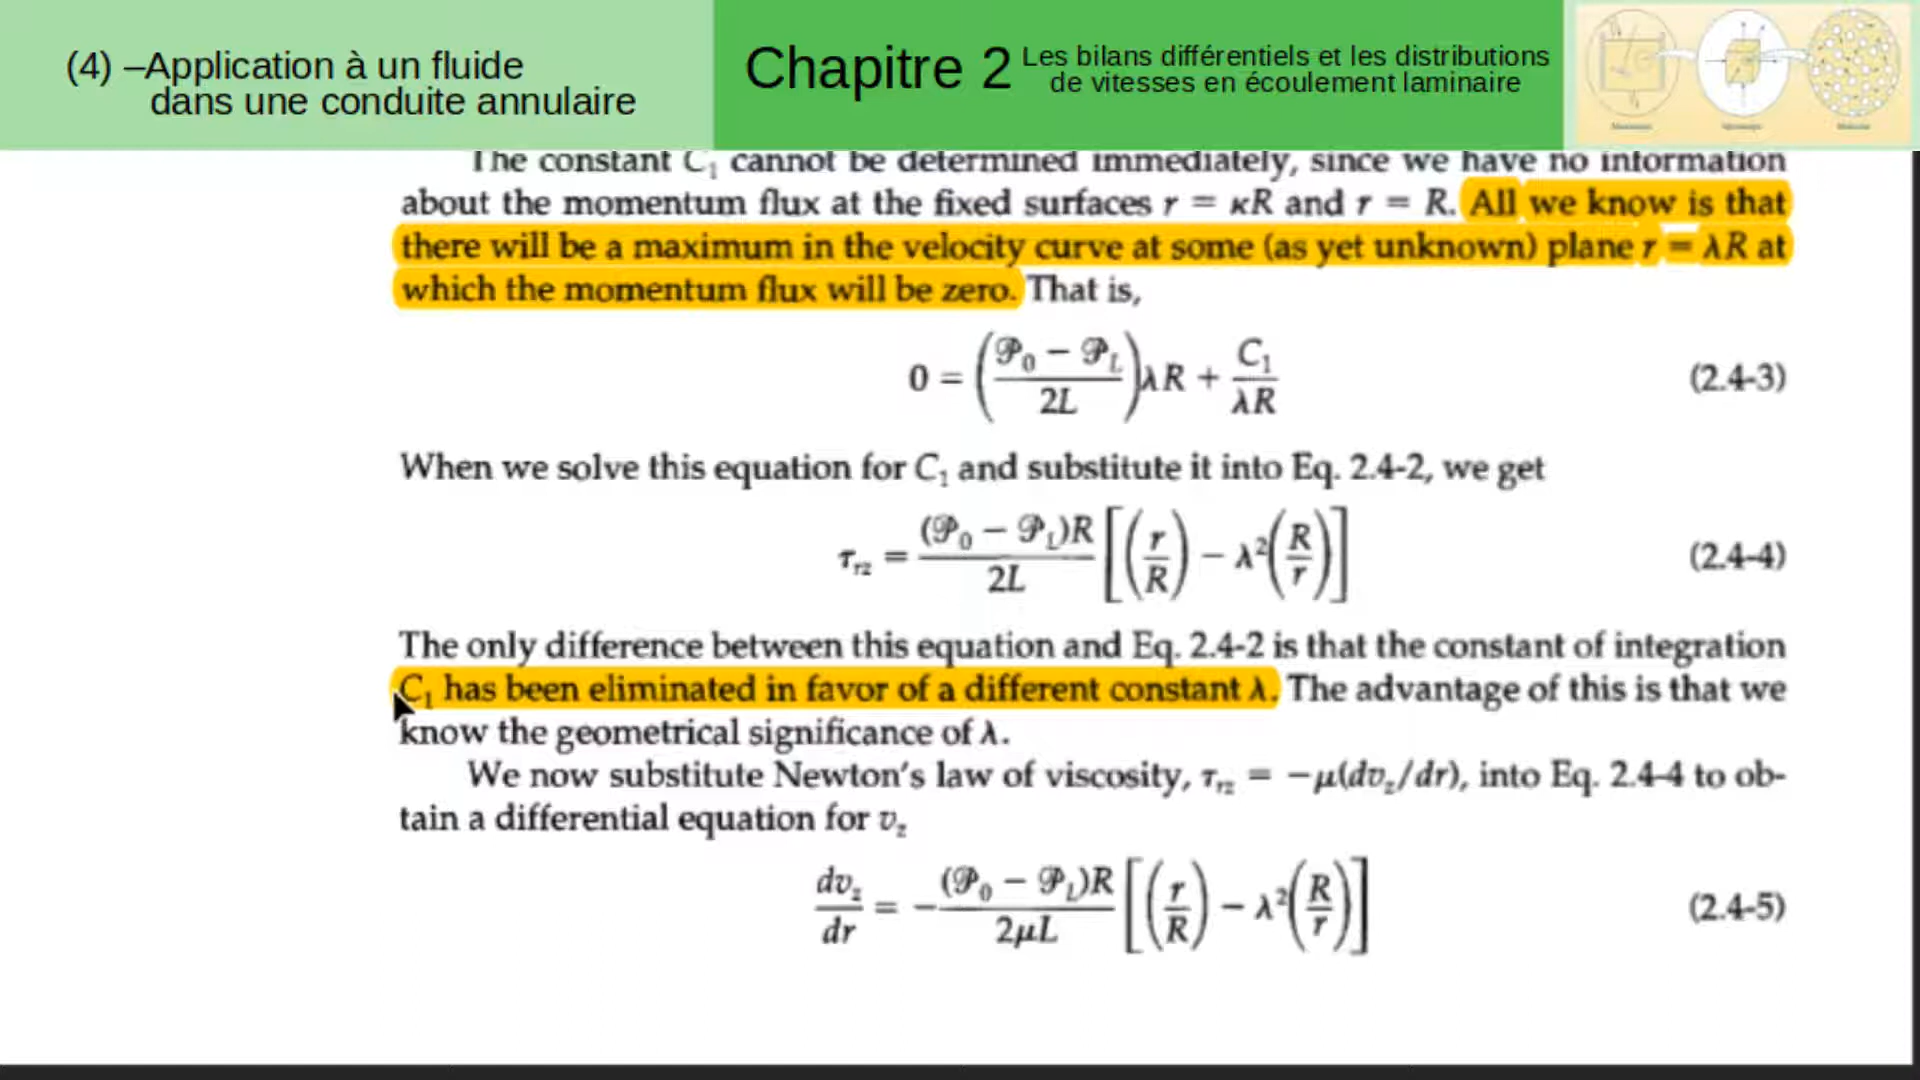 (4) –Application à un fluide
dans une conduite annulaire
Chapitre 2
Les bilans différentiels et les distributions
de vitesses en écoulement laminaire
The constant C₁ cannot be determined immediately, since we have no information
about the momentum flux at the fixed surfaces r = κR and r = R. All we know is that
there will be a maximum in the velocity curve at some (as yet unknown) plane r = λR at
which the momentum flux will be zero. That is,
0 = (𝒫₀ − 𝒫_L / 2L) λR + C₁ / λR (2.4-3)
When we solve this equation for C₁ and substitute it into Eq. 2.4-2, we get
τ_rz = (𝒫₀ − 𝒫_L)R / 2L [(r/R) − λ²(R/r)] (2.4-4)
The only difference between this equation and Eq. 2.4-2 is that the constant of integration
C₁ has been eliminated in favor of a different constant λ. The advantage of this is that we
know the geometrical significance of λ.
We now substitute Newton's law of viscosity, τ_rz = −μ(dv_z/dr), into Eq. 2.4-4 to ob-
tain a differential equation for v_z
dv_z/dr = −(𝒫₀ − 𝒫_L)R / 2μL [(r/R) − λ²(R/r)] (2.4-5)